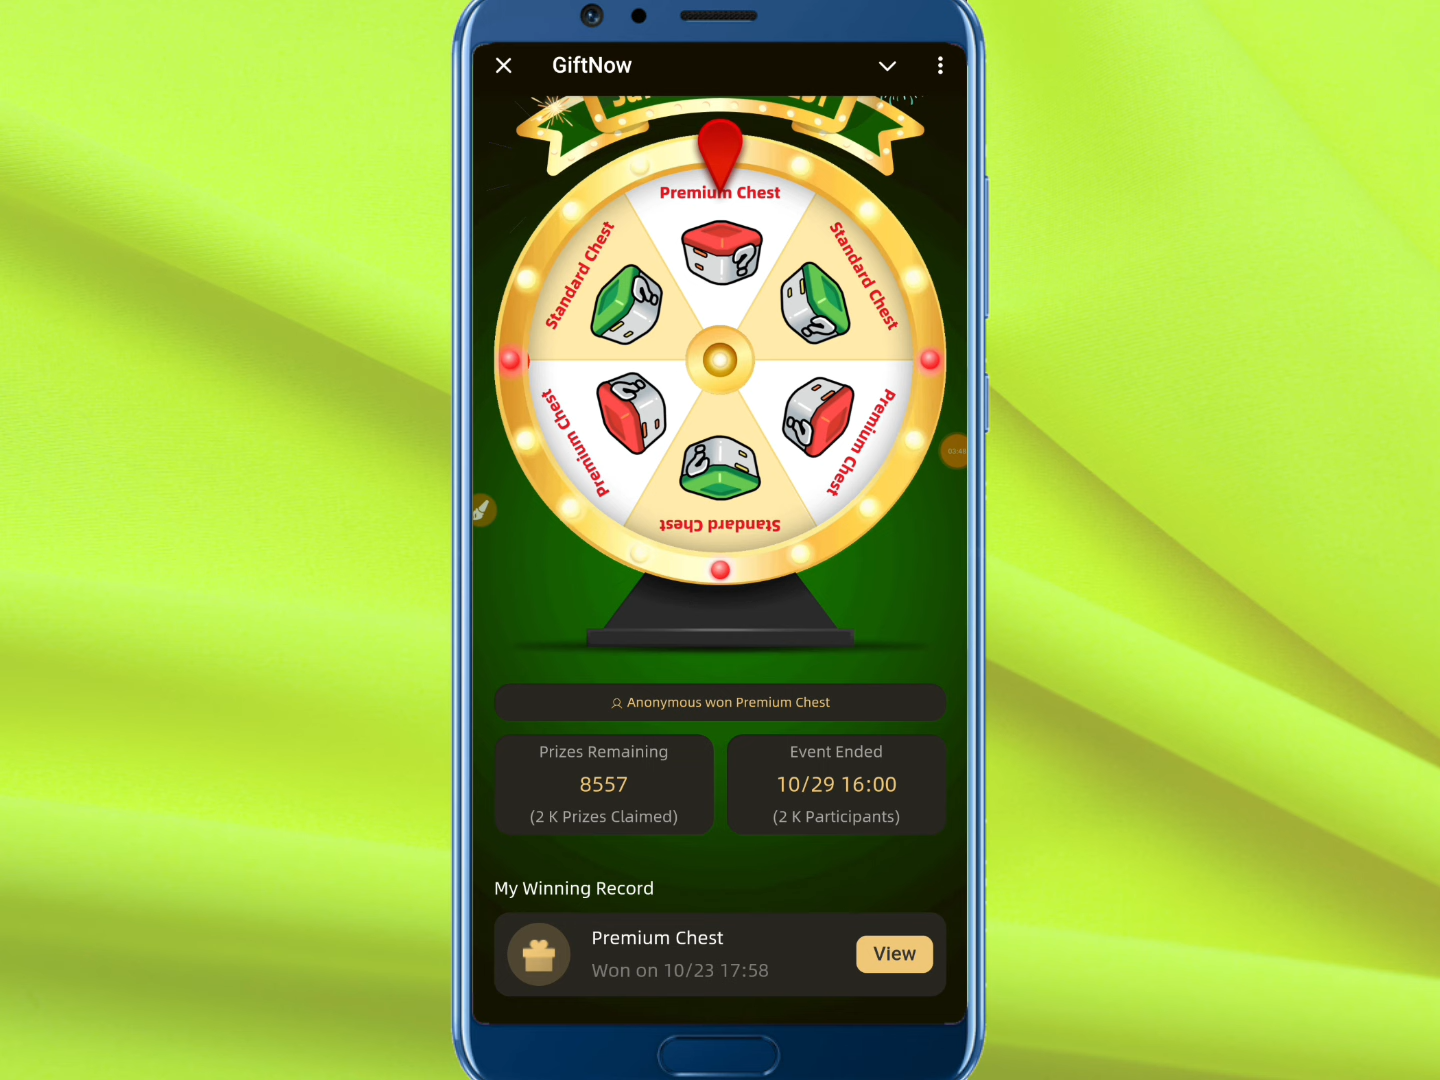 GiftNow
Premium Chest
Standard Chest
Standard Chest
Premium Chest
Premium Chest
Standard Chest
Anonymous won Premium Chest
Prizes Remaining
8557
(2 K Prizes Claimed)
Event Ended
10/29 16:00
(2 K Participants)
My Winning Record
Premium Chest
Won on 10/23 17:58
View